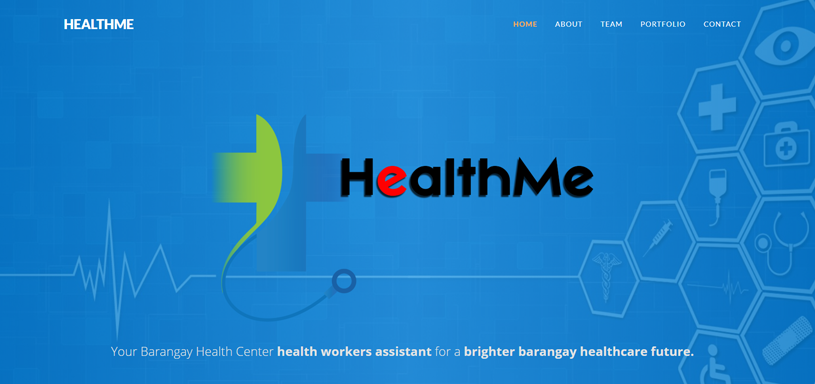 HEALTHME
HOME ABOUT TEAM PORTFOLIO CONTACT
HealthMe
Your Barangay Health Center health workers assistant for a brighter barangay healthcare future.